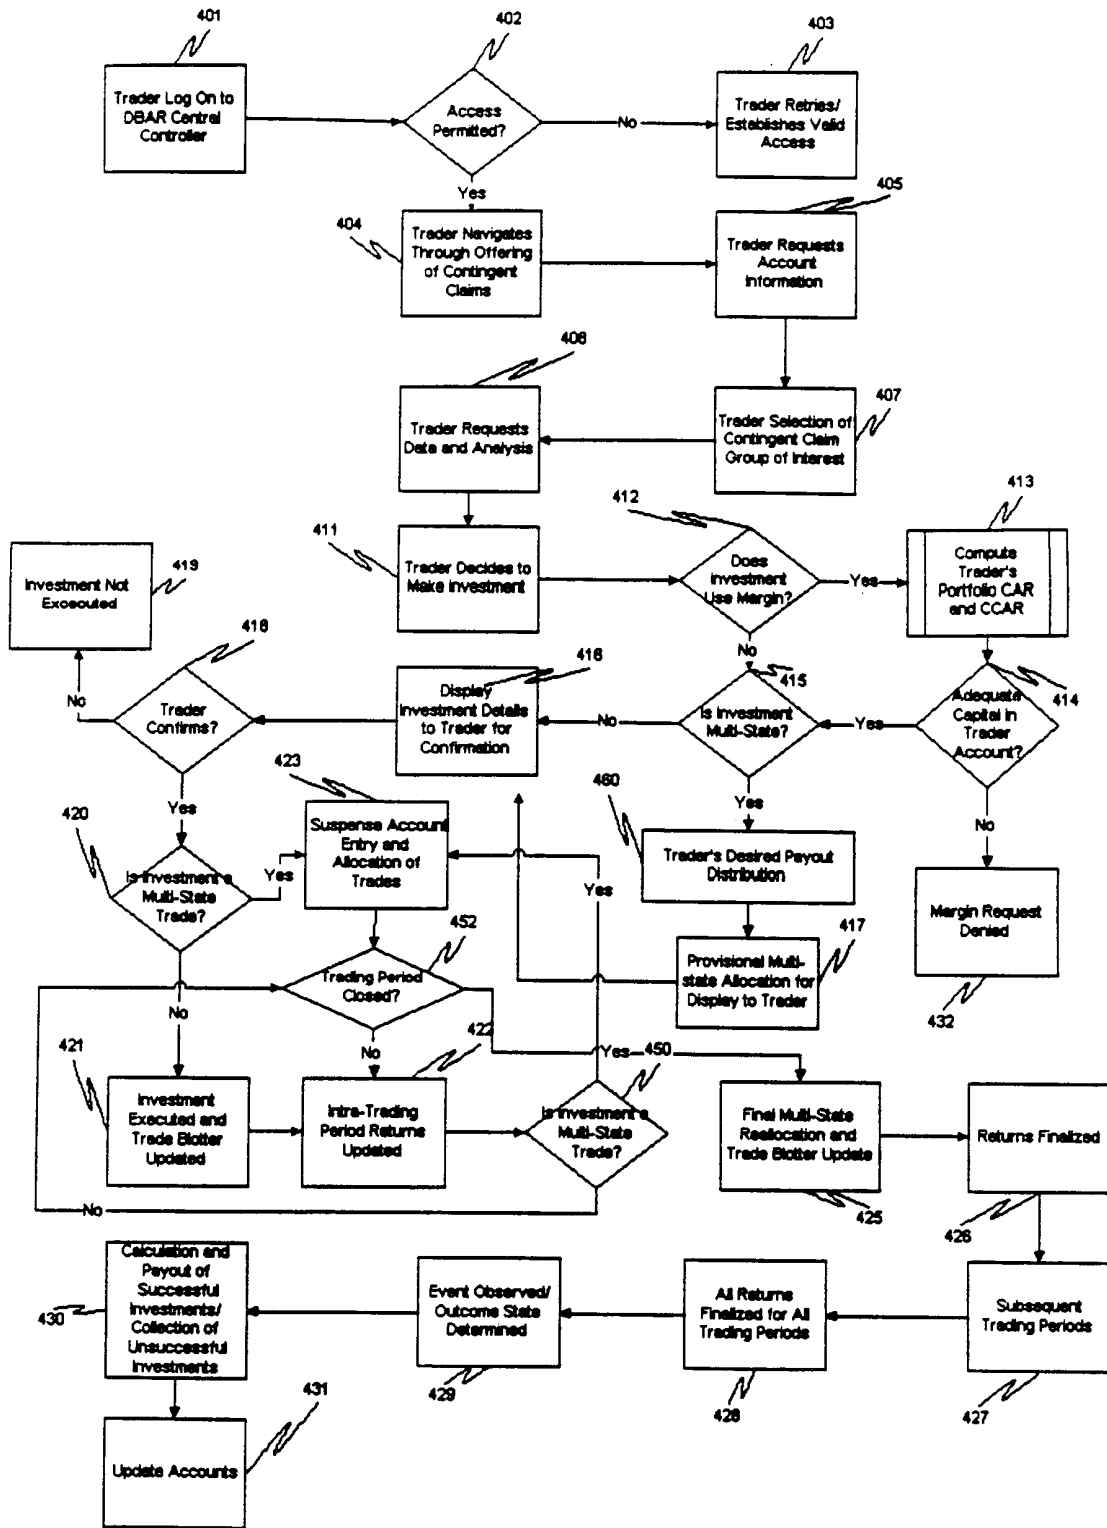 401
402
403
Trader Log On to
DBAR Central
Controller
Access
Permitted?
No
Trader Retries/
Establishes Valid
Access
Yes
404
405
Trader Navigates
Through Offering
of Contingent
Claims
Trader Requests
Account
Information
408
407
Trader Requests
Data and Analysis
Trader Selection of
Contingent Claim
Group of Interest
411
412
413
Trader Decides to
Make Investment
Does
Investment
Use Margin?
Yes
Compute
Trader's
Portfolio CAR
and CCAR
419
Investment Not
Excecuted
No
418
416
415
414
Trader
Confirms?
No
Display
Investment Details
to Trader for
Confirmation
No
Is Investment
Multi-State?
Yes
Adequate
Capital in
Trader
Account?
Yes
Yes
No
420
423
460
Is Investment a
Multi-State
Trade?
Yes
Suspense Account
Entry and
Allocation of
Trades
Yes
Trader's Desired Payout
Distribution
Margin Request
Denied
432
452
417
Trading Period
Closed?
Provisional Multi-
state Allocation for
Display to Trader
No
No
Yes
421
422
450
Investment
Executed and
Trade Blotter
Updated
Intra-Trading
Period Returns
Updated
Is Investment a
Multi-State
Trade?
Final Multi-State
Reallocation and
Trade Blotter Update
Returns Finalized
No
425
426
Calculation and
Payout of
Successful
Investments/
Collection of
Unsuccessful
Investments
430
Event Observed/
Outcome State
Determined
429
All Returns
Finalized for All
Trading Periods
428
Subsequent
Trading Periods
427
431
Update Accounts